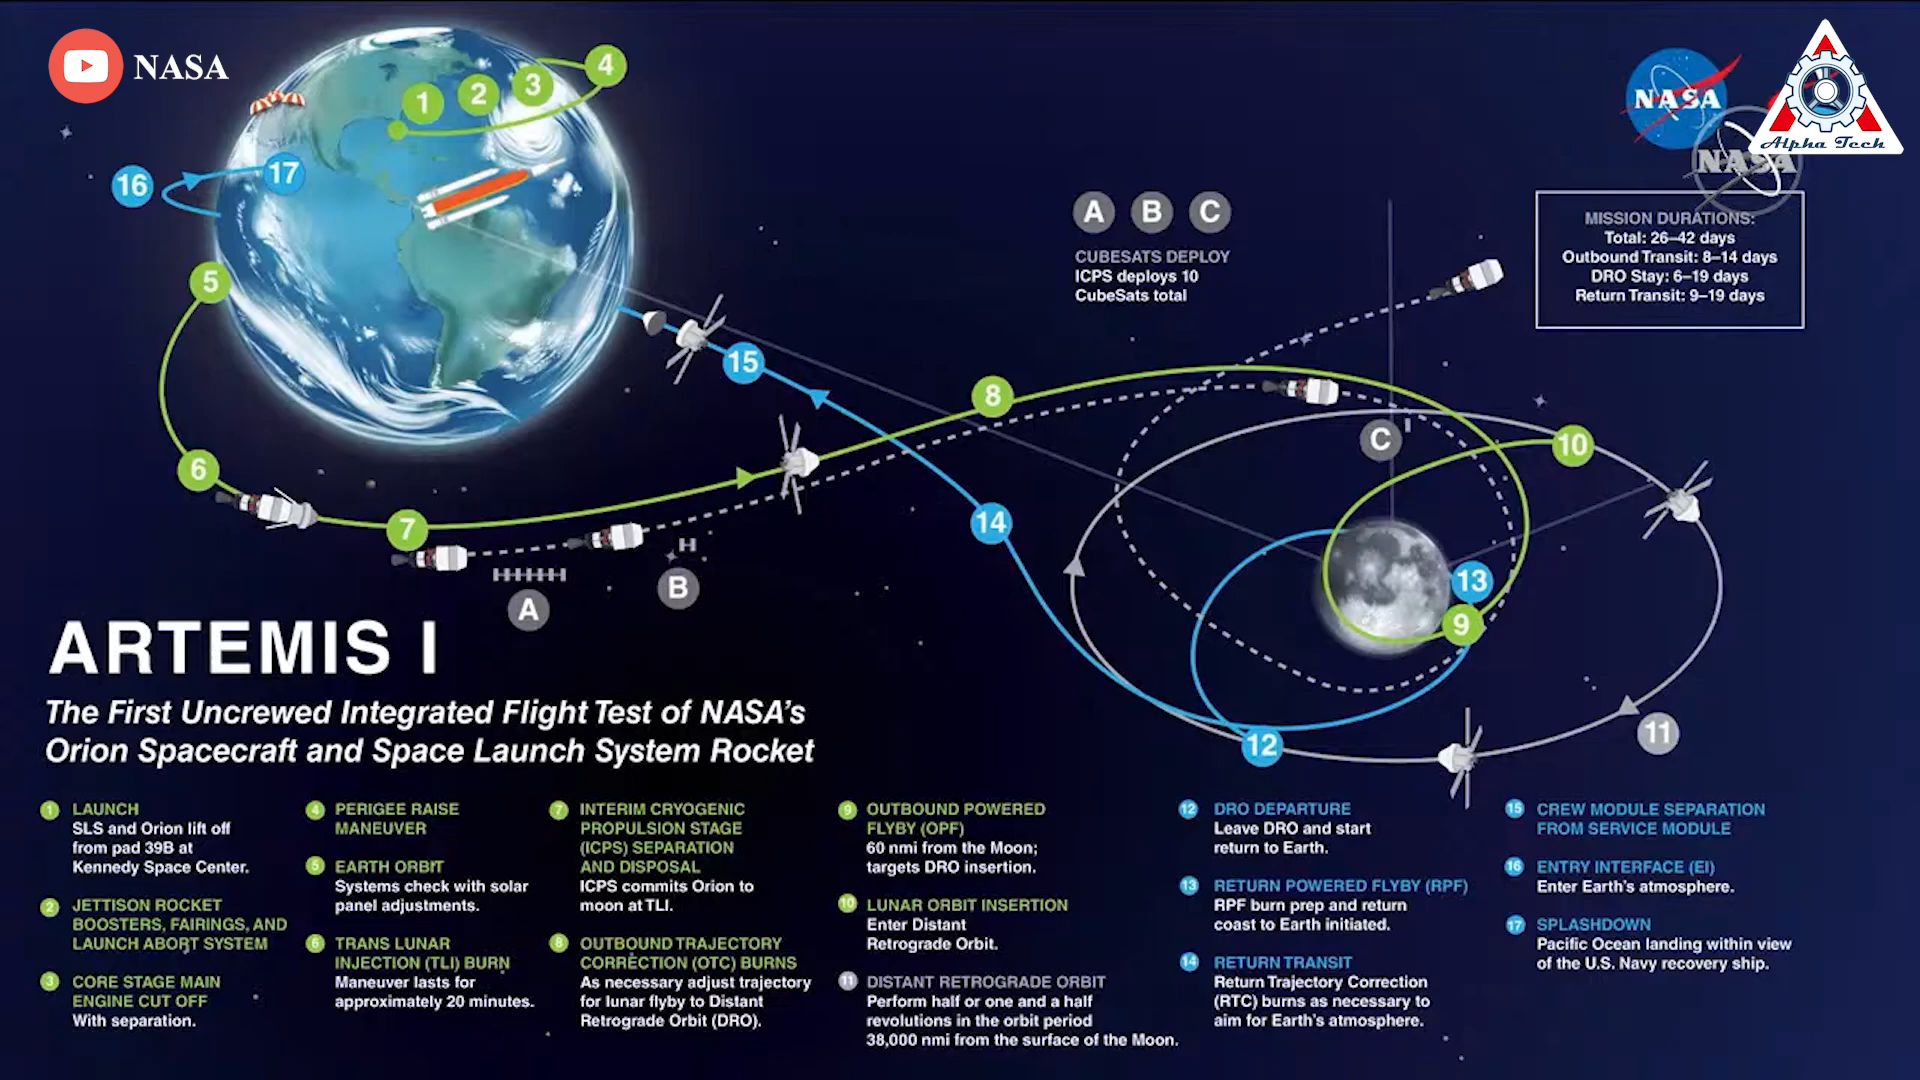 NASA
NASA
NASA
Alpha Tech
1
2
3
4
16
17
5
6
7
8
15
14
A
B
A B C
CUBESATS DEPLOY
ICPS deploys 10
CubeSats total
MISSION DURATIONS:
Total: 26–42 days
Outbound Transit: 8–14 days
DRO Stay: 6–19 days
Return Transit: 9–19 days
C
10
13
9
12
11
ARTEMIS I
The First Uncrewed Integrated Flight Test of NASA's
Orion Spacecraft and Space Launch System Rocket
1 LAUNCH
SLS and Orion lift off
from pad 39B at
Kennedy Space Center.
2 JETTISON ROCKET
BOOSTERS, FAIRINGS, AND
LAUNCH ABORT SYSTEM
3 CORE STAGE MAIN
ENGINE CUT OFF
With separation.
4 PERIGEE RAISE
MANEUVER
5 EARTH ORBIT
Systems check with solar
panel adjustments.
6 TRANS LUNAR
INJECTION (TLI) BURN
Maneuver lasts for
approximately 20 minutes.
7 INTERIM CRYOGENIC
PROPULSION STAGE
(ICPS) SEPARATION
AND DISPOSAL
ICPS commits Orion to
moon at TLI.
8 OUTBOUND TRAJECTORY
CORRECTION (OTC) BURNS
As necessary adjust trajectory
for lunar flyby to Distant
Retrograde Orbit (DRO).
9 OUTBOUND POWERED
FLYBY (OPF)
60 nmi from the Moon;
targets DRO insertion.
10 LUNAR ORBIT INSERTION
Enter Distant
Retrograde Orbit.
11 DISTANT RETROGRADE ORBIT
Perform half or one and a half
revolutions in the orbit period
38,000 nmi from the surface of the Moon.
12 DRO DEPARTURE
Leave DRO and start
return to Earth.
13 RETURN POWERED FLYBY (RPF)
RPF burn prep and return
coast to Earth initiated.
14 RETURN TRANSIT
Return Trajectory Correction
(RTC) burns as necessary to
aim for Earth's atmosphere.
15 CREW MODULE SEPARATION
FROM SERVICE MODULE
16 ENTRY INTERFACE (EI)
Enter Earth's atmosphere.
17 SPLASHDOWN
Pacific Ocean landing within view
of the U.S. Navy recovery ship.